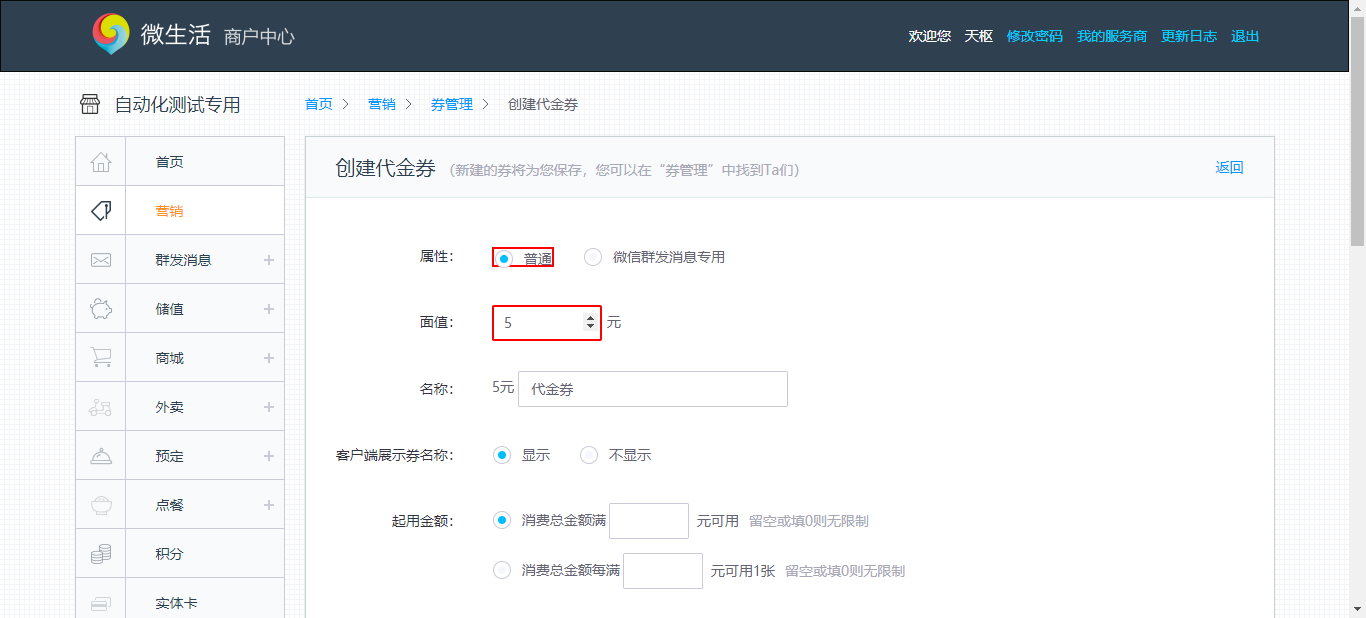 微生活 商户中心
欢迎您 天枢 修改密码 我的服务商 更新日志 退出
自动化测试专用
首页 > 营销 > 券管理 > 创建代金券
首页
营销
群发消息 +
储值 +
商城 +
外卖 +
预定 +
点餐 +
积分
实体卡
创建代金券 (新建的券将为您保存，您可以在“券管理”中找到Ta们) 返回
属性: 普通 微信群发消息专用
面值: 5 元
名称: 5元 代金券
客户端展示券名称: 显示 不显示
起用金额: 消费总金额满 元可用 留空或填0则无限制
消费总金额每满 元可用1张 留空或填0则无限制